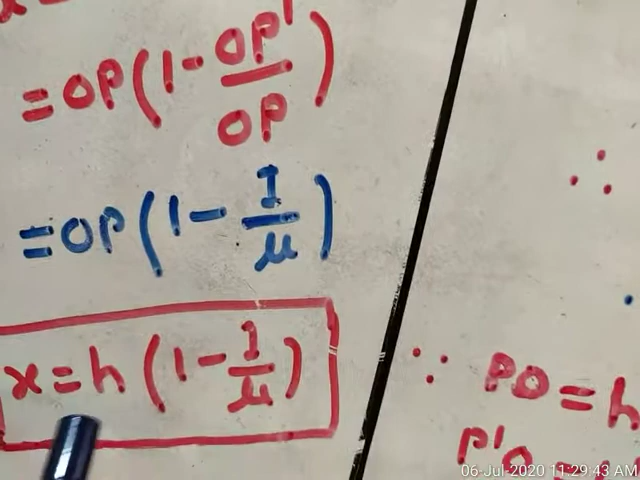 = OP(1 - OP'/OP)
= OP(1 - 1/μ)
x = h(1 - 1/μ)
∴
∵ PO = h
P'O =
06-Jul-2020 11:29:43 AM